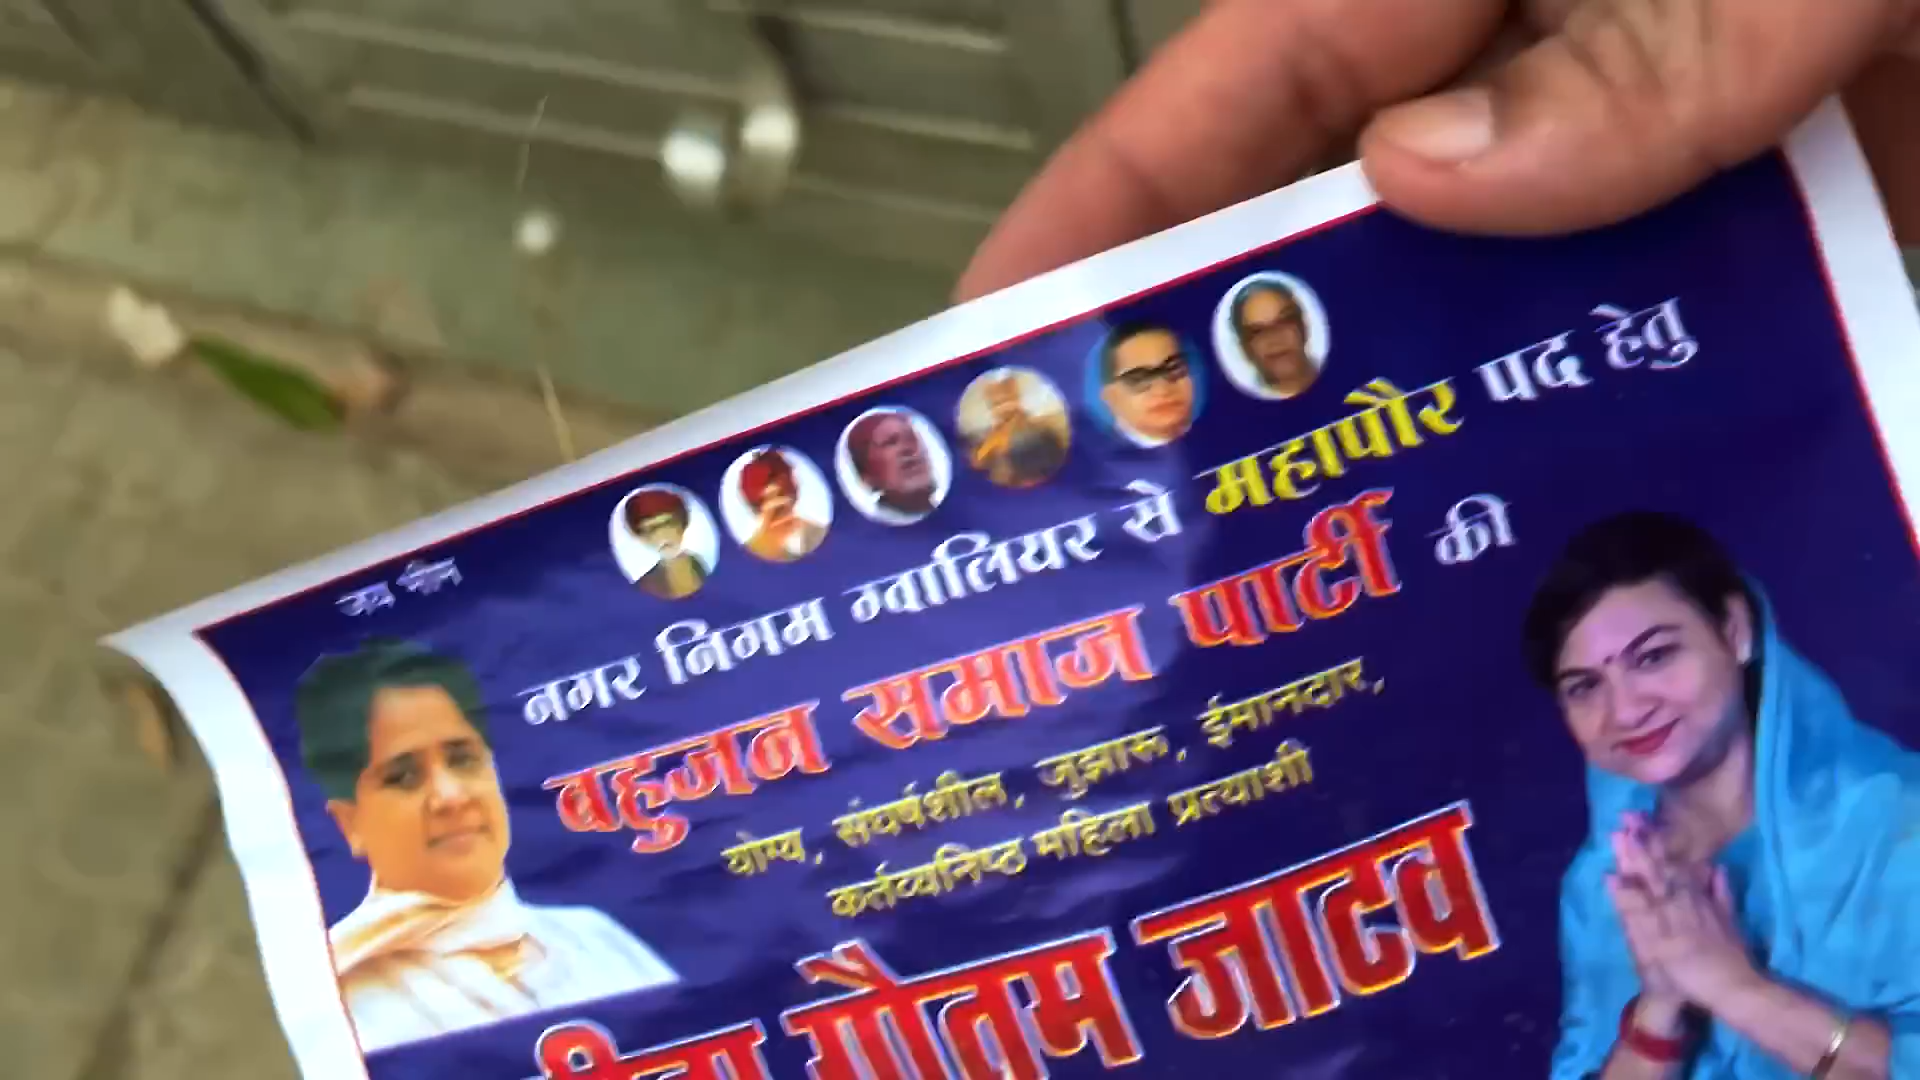 जय भीम
नगर निगम ग्वालियर से महापौर पद हेतु
बहुजन समाज पार्टी की
योग्य, संघर्षशील, जुझारू, ईमानदार,
कर्तव्यनिष्ठ महिला प्रत्याशी
गौतम जाटव